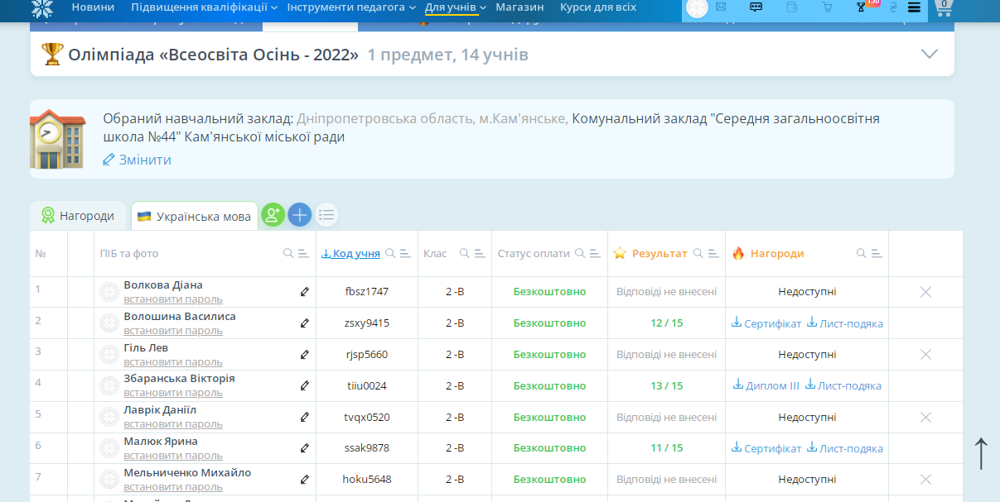 Новини Підвищення кваліфікації Інструменти педагога Для учнів Магазин Курси для всіх 150 0
Олімпіада «Всеосвіта Осінь - 2022» 1 предмет, 14 учнів
Обраний навчальний заклад: Дніпропетровська область, м.Кам'янське, Комунальний заклад "Середня загальноосвітня
школа №44" Кам'янської міської ради
Змінити
Нагороди Українська мова
№ ПІБ та фото Код учня Клас Статус оплати Результат Нагороди
1 Волкова Діана fbsz1747 2 -В Безкоштовно Відповіді не внесені Недоступні
встановити пароль
2 Волошина Василиса zsxy9415 2 -В Безкоштовно 12 / 15 Сертифікат Лист-подяка
встановити пароль
3 Гіль Лев rjsp5660 2 -В Безкоштовно Відповіді не внесені Недоступні
встановити пароль
4 Збаранська Вікторія tiiu0024 2 -В Безкоштовно 13 / 15 Диплом III Лист-подяка
встановити пароль
5 Лаврік Даніїл tvqx0520 2 -В Безкоштовно Відповіді не внесені Недоступні
встановити пароль
6 Малюк Ярина ssak9878 2 -В Безкоштовно 11 / 15 Сертифікат Лист-подяка
встановити пароль
7 Мельниченко Михайло hoku5648 2 -В Безкоштовно Відповіді не внесені Недоступні
встановити пароль